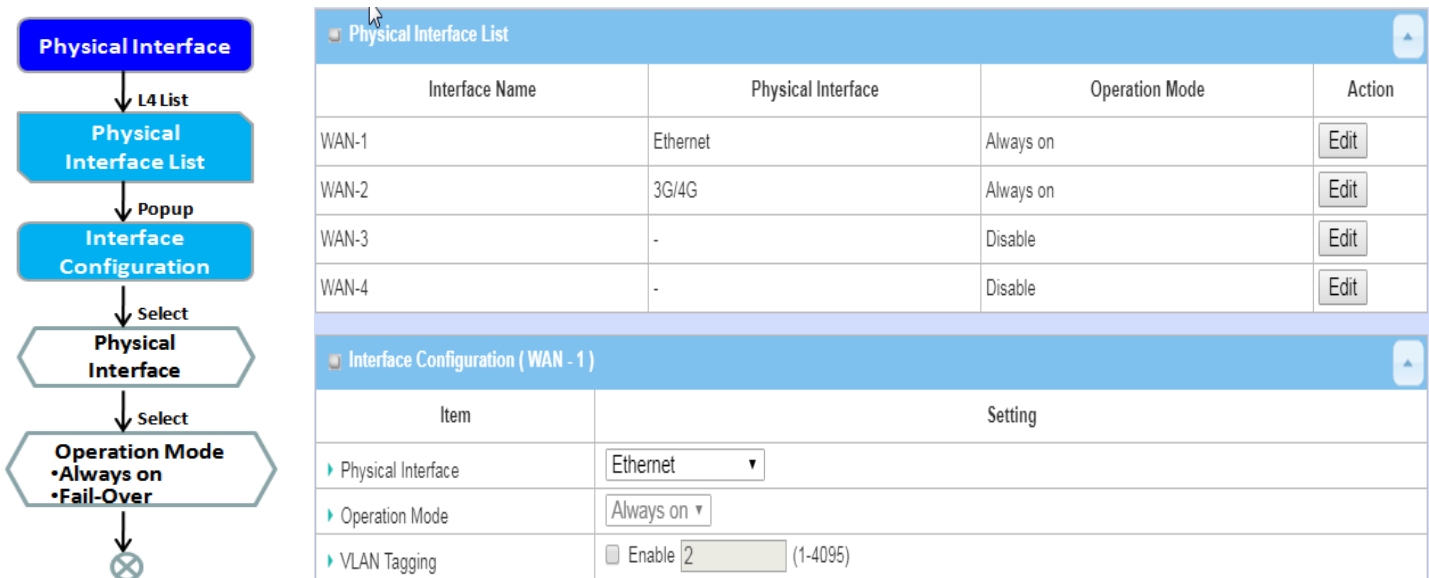 Physical Interface
L4 List
Physical
Interface List
Popup
Interface
Configuration
Select
Physical
Interface
Select
Operation Mode
•Always on
•Fail-Over
Physical Interface List
Interface Name Physical Interface Operation Mode Action
WAN-1 Ethernet Always on Edit
WAN-2 3G/4G Always on Edit
WAN-3 - Disable Edit
WAN-4 - Disable Edit
Interface Configuration ( WAN - 1 )
Item Setting
Physical Interface Ethernet
Operation Mode Always on
VLAN Tagging Enable 2 (1-4095)